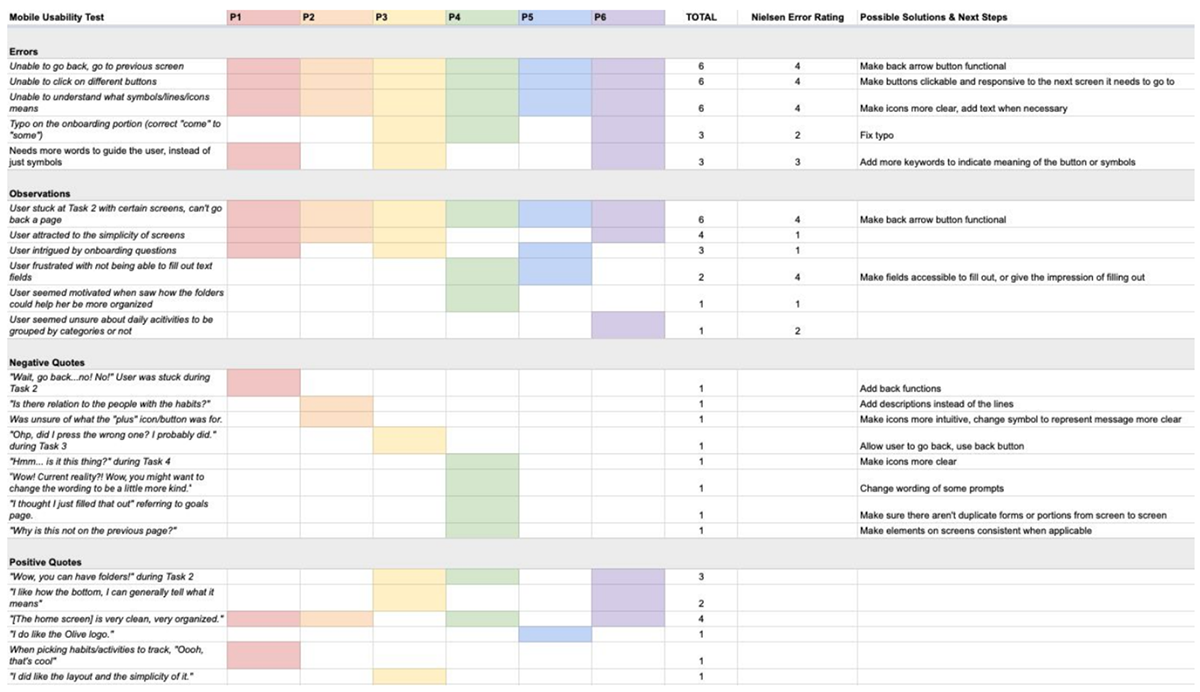 Mobile Usability Test P1 P2 P3 P4 P5 P6 TOTAL Nielsen Error Rating Possible Solutions & Next Steps
Errors
Unable to go back, go to previous screen 6 4 Make back arrow button functional
Unable to click on different buttons 6 4 Make buttons clickable and responsive to the next screen it needs to go to
Unable to understand what symbols/lines/icons
means 6 4 Make icons more clear, add text when necessary
Typo on the onboarding portion (correct "come" to
"some") 3 2 Fix typo
Needs more words to guide the user, instead of
just symbols 3 3 Add more keywords to indicate meaning of the button or symbols
Observations
User stuck at Task 2 with certain screens, can't go
back a page 6 4 Make back arrow button functional
User attracted to the simplicity of screens 4 1
User intrigued by onboarding questions 3 1
User frustrated with not being able to fill out text
fields 2 4 Make fields accessible to fill out, or give the impression of filling out
User seemed motivated when saw how the folders
could help her be more organized 1 1
User seemed unsure about daily acitivities to be
grouped by categories or not 1 2
Negative Quotes
"Wait, go back...no! No!" User was stuck during
Task 2 1 Add back functions
"Is there relation to the people with the habits?" 1 Add descriptions instead of the lines
Was unsure of what the "plus" icon/button was for. 1 Make icons more intuitive, change symbol to represent message more clear
"Ohp, did I press the wrong one? I probably did."
during Task 3 1 Allow user to go back, use back button
"Hmm... is it this thing?" during Task 4 1 Make icons more clear
"Wow! Current reality?! Wow, you might want to
change the wording to be a little more kind." 1 Change wording of some prompts
"I thought I just filled that out" referring to goals
page. 1 Make sure there aren't duplicate forms or portions from screen to screen
"Why is this not on the previous page?" 1 Make elements on screens consistent when applicable
Positive Quotes
"Wow, you can have folders!" during Task 2 3
"I like how the bottom, I can generally tell what it
means" 2
"[The home screen] is very clean, very organized." 4
"I do like the Olive logo." 1
When picking habits/activities to track, "Oooh,
that's cool" 1
"I did like the layout and the simplicity of it." 1